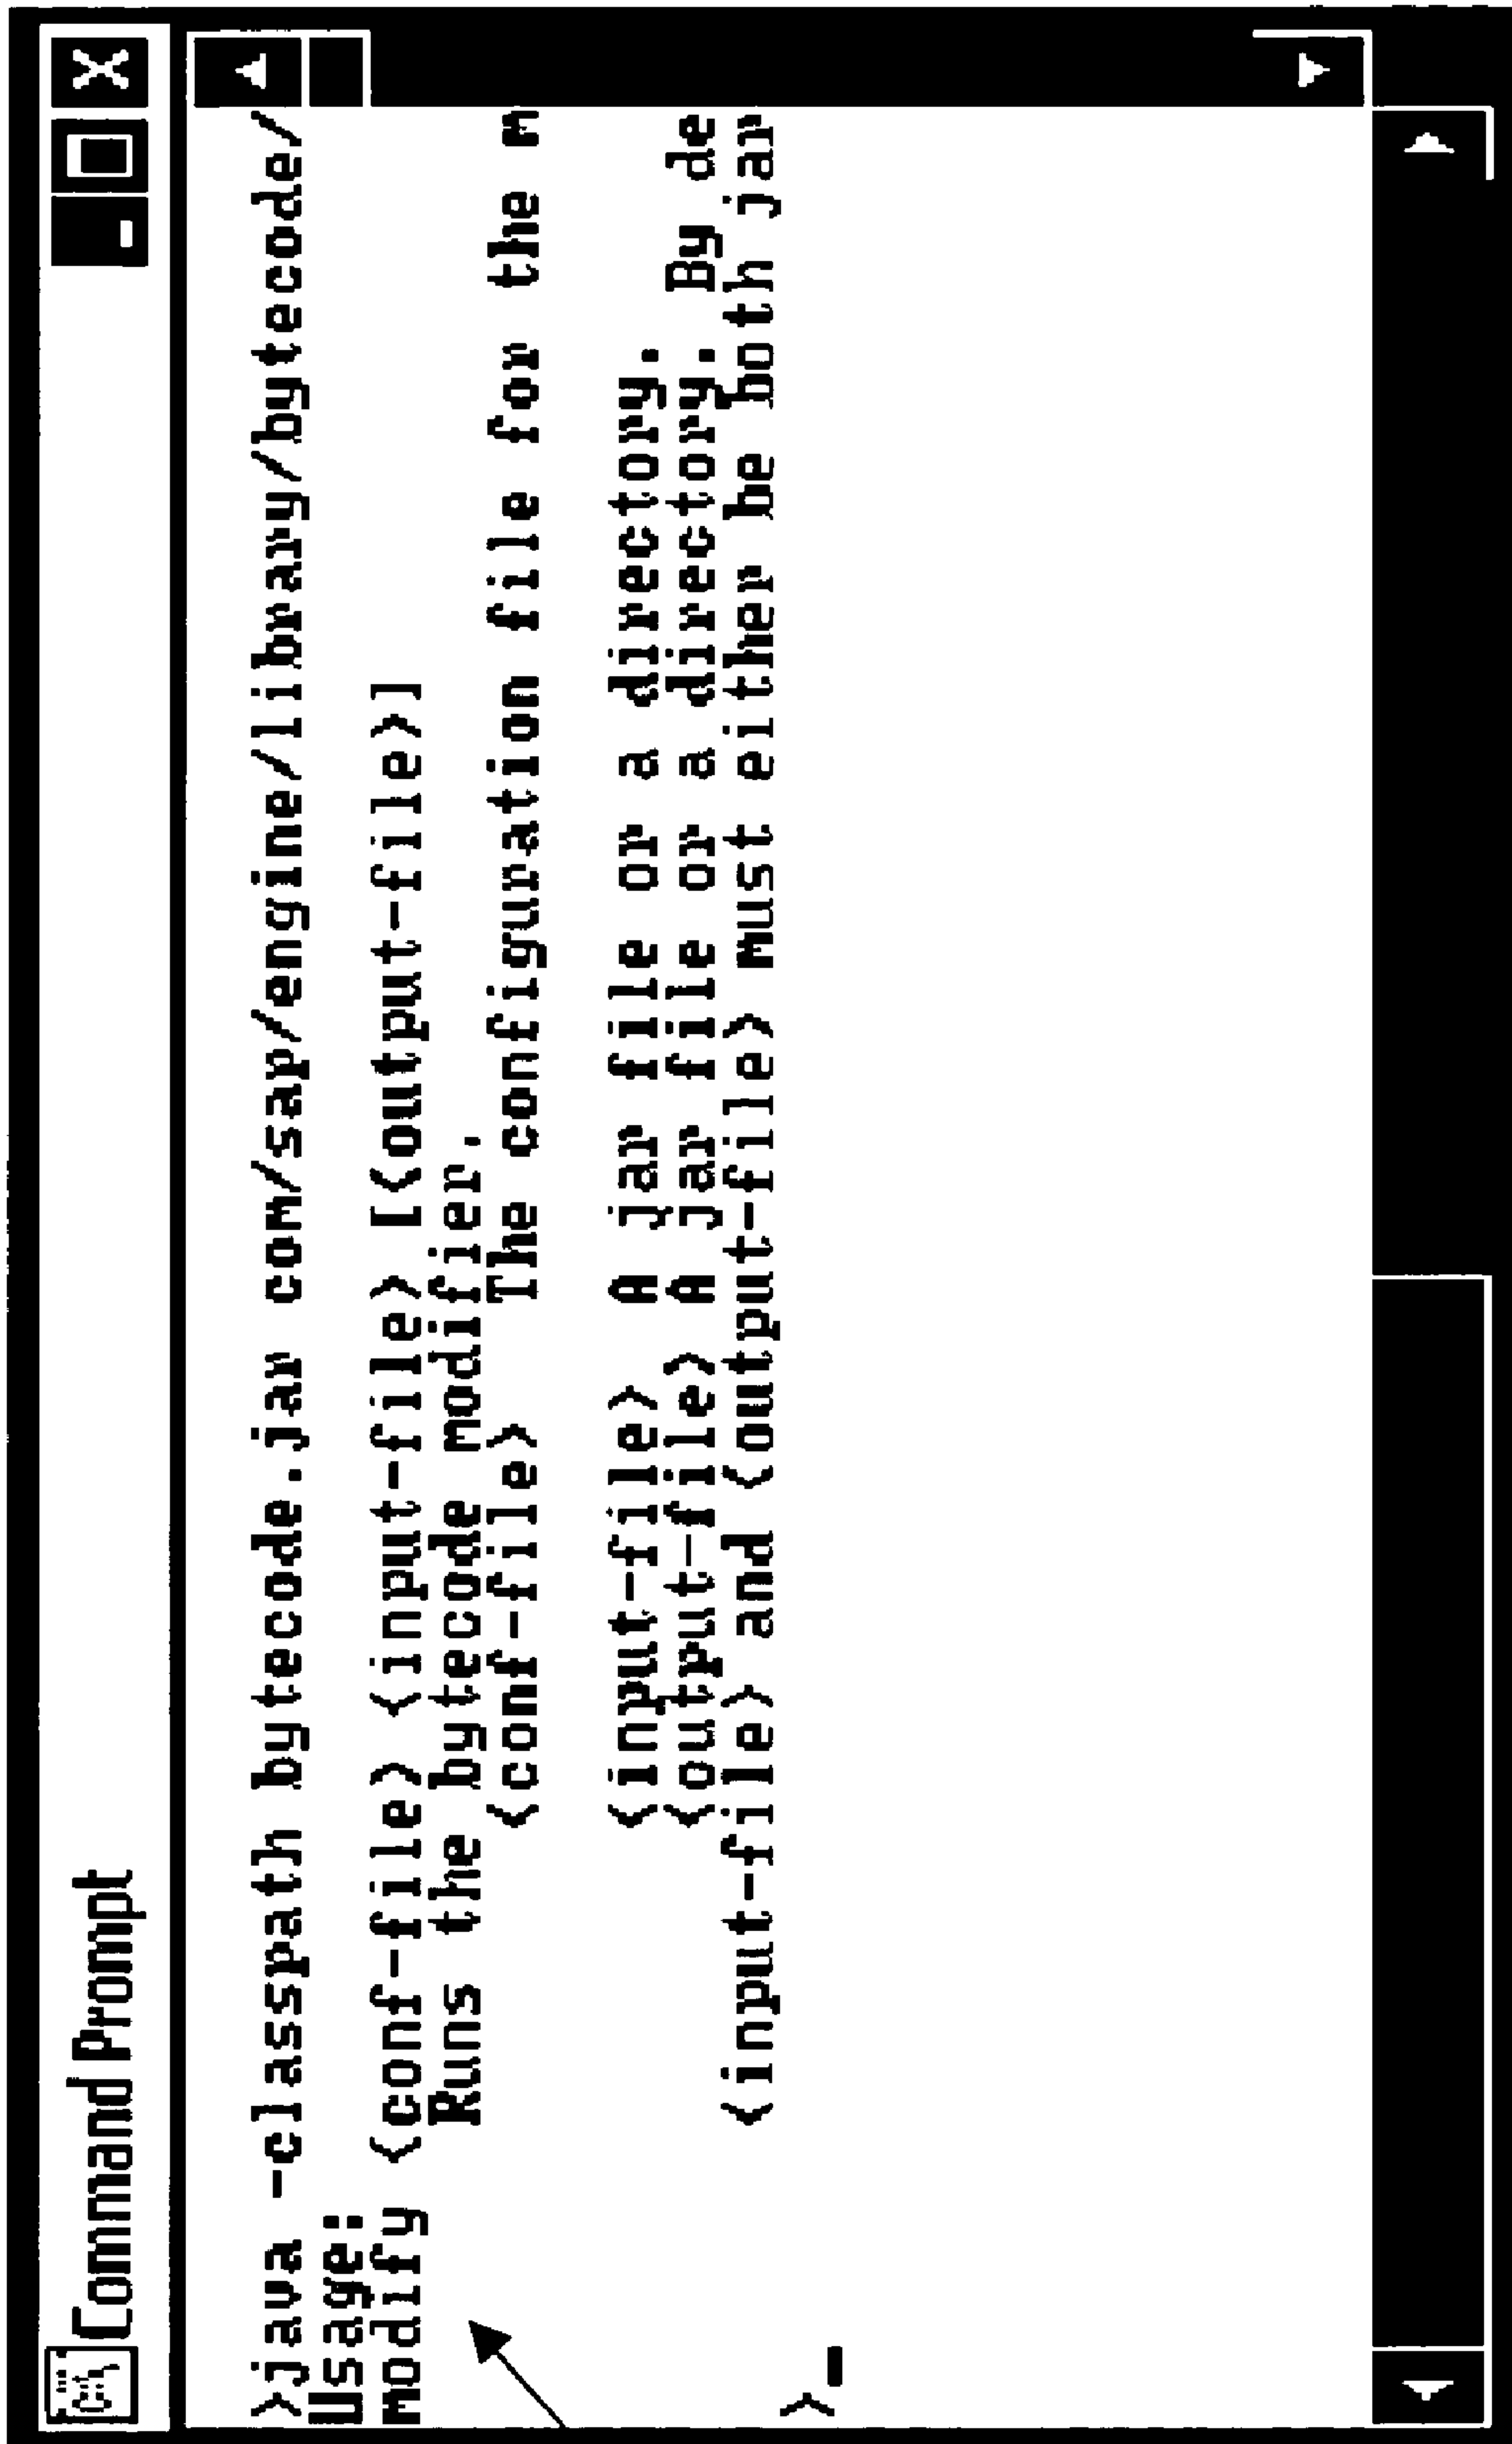 Command Prompt
>java -classpath bytecode.jar com/sap/engine/library/bytecode/
Usage:
Modify <conf-file> <input-file> [<output-file>]
Runs the bytecode modifier.
<conf-file> The configuration file for the m
<input-file> A jar file or a directory.
<output-file> A jar file or a directory. By de
<input-file> and <output-file> must either be both jar
>_